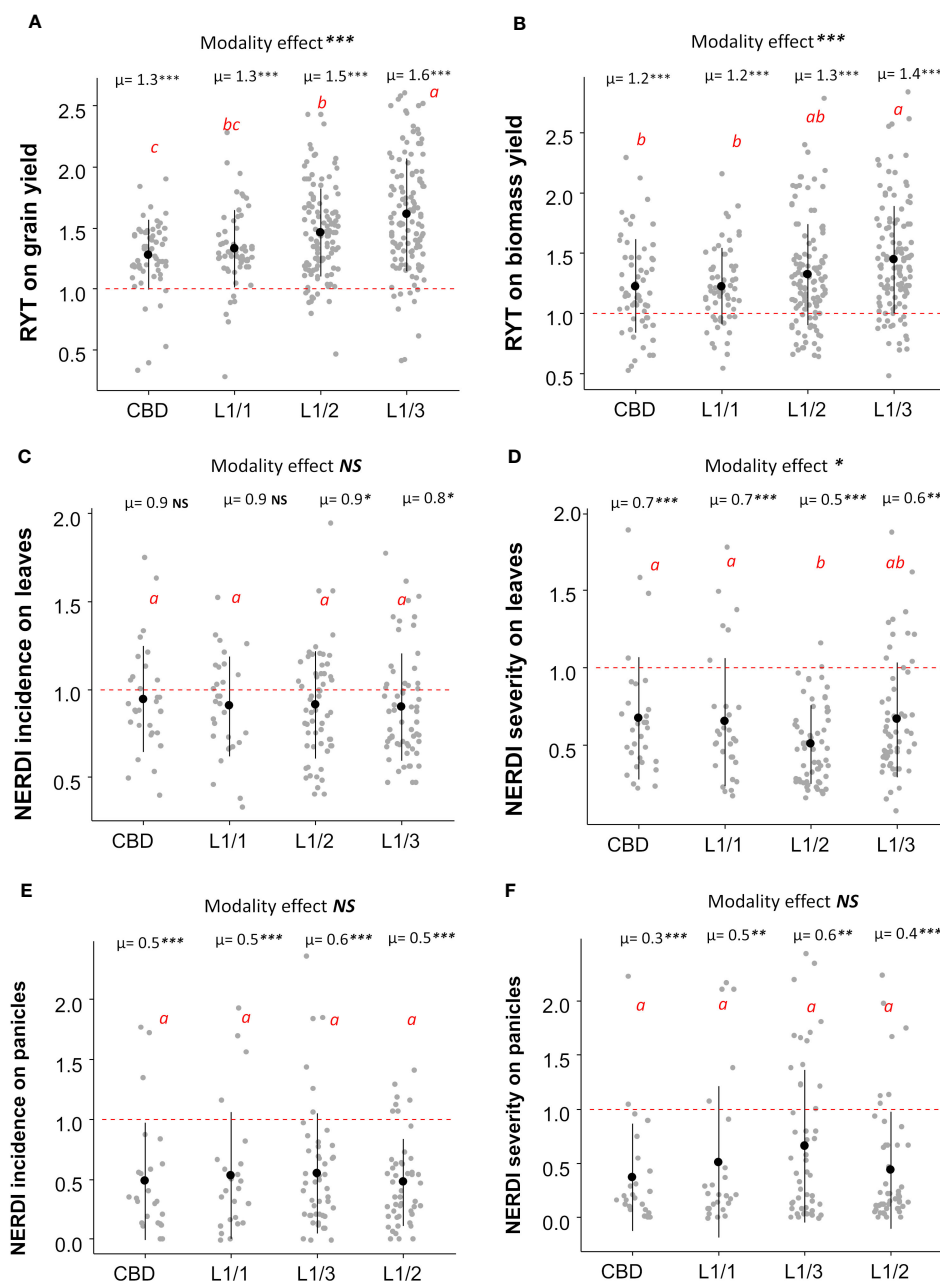 A
Modality effect***
μ= 1.3*** μ= 1.3*** μ= 1.5*** μ= 1.6***
RYT on grain yield
2.5
2.0
1.5
1.0
0.5
c bc b a
CBD L1/1 L1/2 L1/3
B
Modality effect***
μ= 1.2*** μ= 1.2*** μ= 1.3*** μ= 1.4***
RYT on biomass yield
2.5
2.0
1.5
1.0
0.5
b b ab a
CBD L1/1 L1/2 L1/3
C
Modality effect NS
μ= 0.9 NS μ= 0.9 NS μ= 0.9* μ= 0.8*
NERDI incidence on leaves
2.0
1.5
1.0
0.5
a a a a
CBD L1/1 L1/2 L1/3
D
Modality effect *
μ= 0.7*** μ= 0.7*** μ= 0.5*** μ= 0.6**
NERDI severity on leaves
2.0
1.5
1.0
0.5
a a b ab
CBD L1/1 L1/2 L1/3
E
Modality effect NS
μ= 0.5*** μ= 0.5*** μ= 0.6*** μ= 0.5***
NERDI incidence on panicles
2.0
1.5
1.0
0.5
0.0
a a a a
CBD L1/1 L1/3 L1/2
F
Modality effect NS
μ= 0.3*** μ= 0.5** μ= 0.6** μ= 0.4***
NERDI severity on panicles
2.0
1.5
1.0
0.5
0.0
a a a a
CBD L1/1 L1/3 L1/2